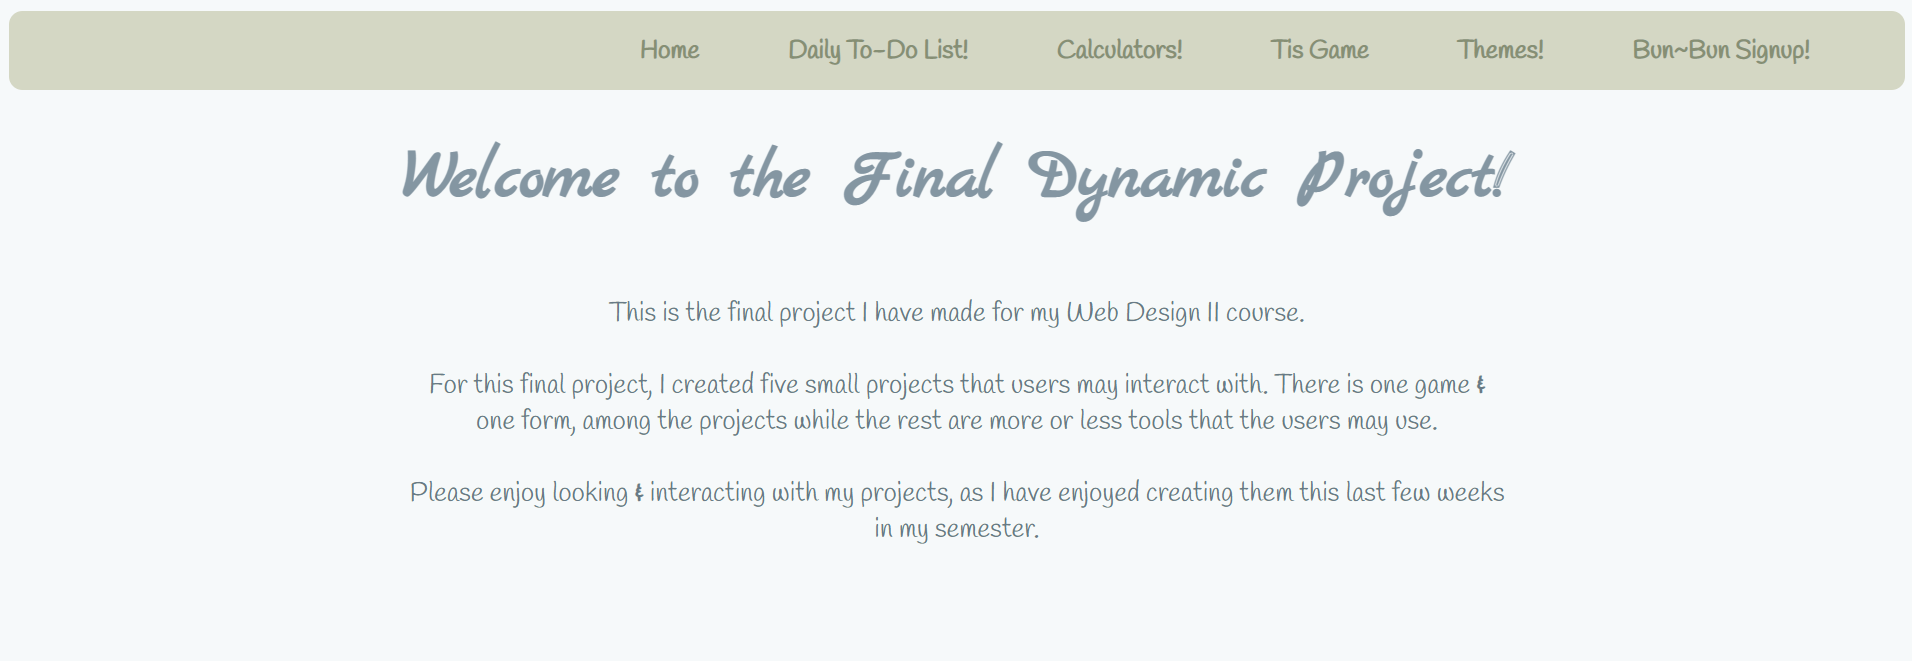 Home Daily To-Do List! Calculators! Tis Game Themes! Bun~Bun Signup!
Welcome to the Final Dynamic Project!
This is the final project I have made for my Web Design II course.
For this final project, I created five small projects that users may interact with. There is one game &
one form, among the projects while the rest are more or less tools that the users may use.
Please enjoy looking & interacting with my projects, as I have enjoyed creating them this last few weeks
in my semester.